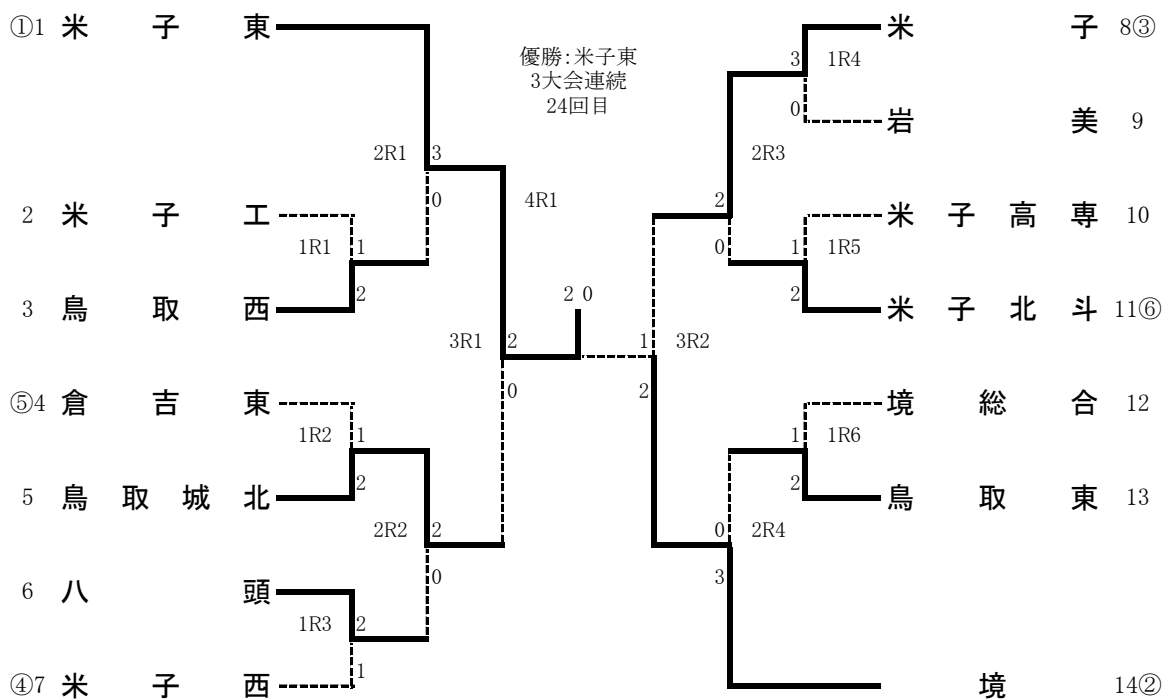 ①1 米子東
優勝:米子東
3大会連続
24回目
2R1 3
0
4R1
2 米子工
1R1 1
2
3 鳥取西
2 0
3R1 2
0
⑤4 倉吉東
1R2 1
2
5 鳥取城北
2R2 2
0
6 八頭
1R3 2
1
④7 米子西
米子 8③
3 1R4
0
岩美 9
2R3
2
0
米子高専 10
1 1R5
2
米子北斗 11⑥
1 3R2
2
境総合 12
1 1R6
2
鳥取東 13
0 2R4
3
境 14②